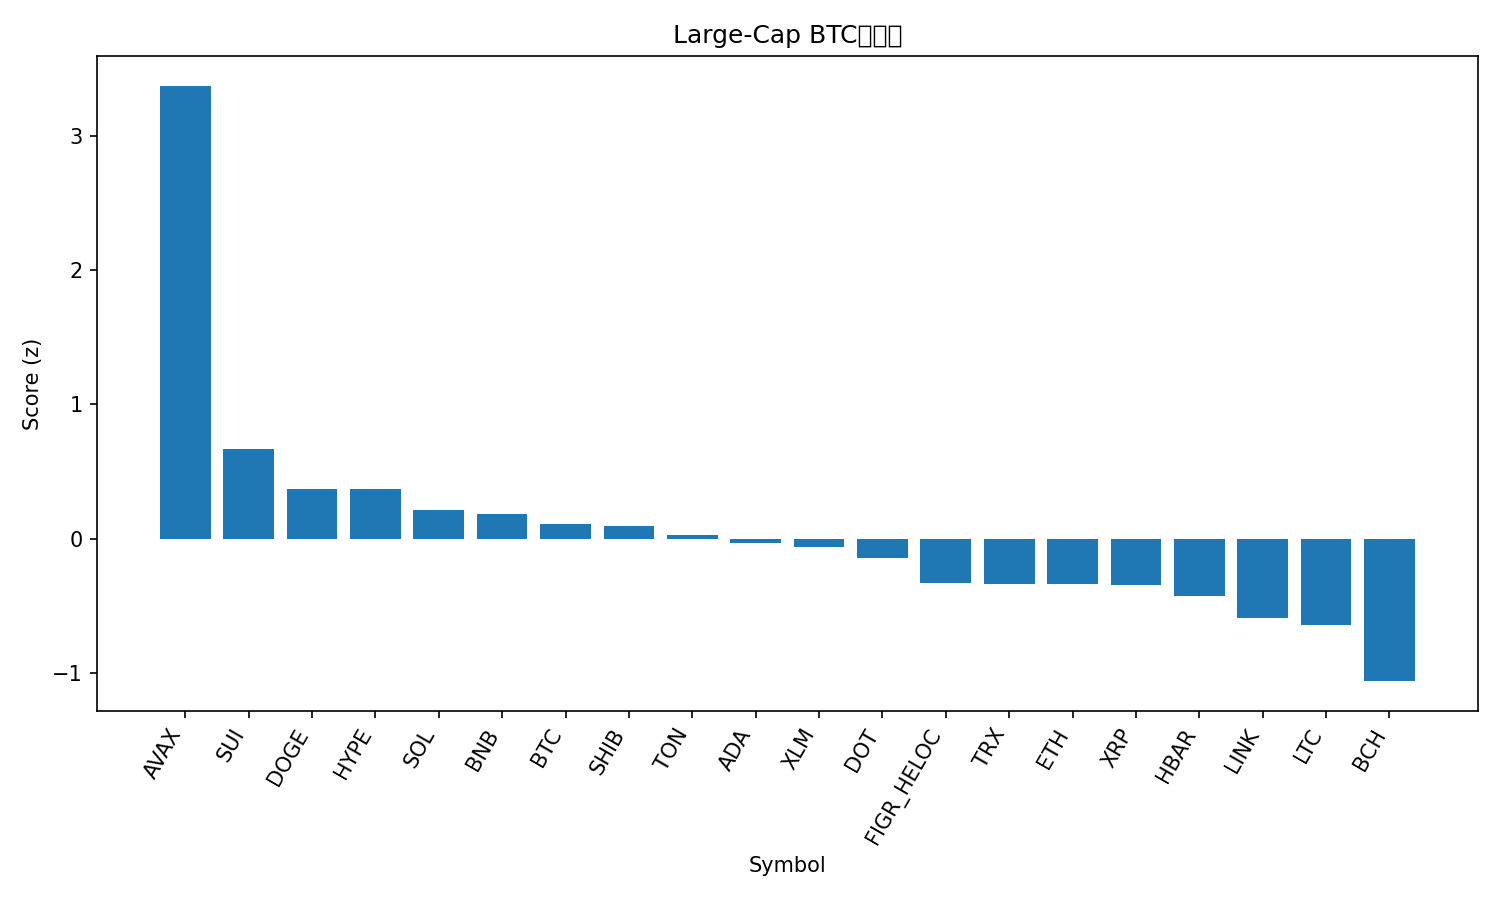 Large-Cap BTC
Score (z)
3
2
1
0
−1
AVAX
SUI
DOGE
HYPE
SOL
BNB
BTC
SHIB
TON
ADA
XLM
DOT
FIGR_HELOC
TRX
ETH
XRP
HBAR
LINK
LTC
BCH
Symbol